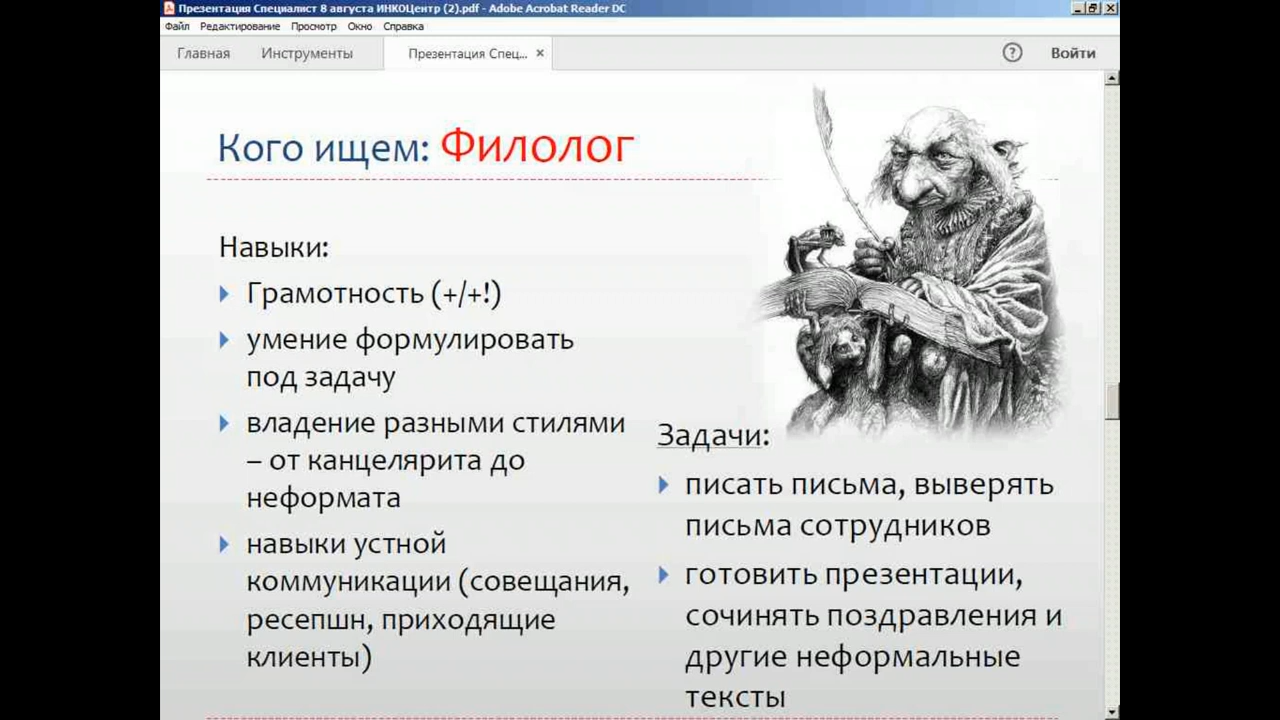 Презентация Специалист 8 августа ИНКОЦентр (2).pdf - Adobe Acrobat Reader DC
Файл Редактирование Просмотр Окно Справка
Главная Инструменты Презентация Спец... × ? Войти
Кого ищем: Филолог
Навыки:
Грамотность (+/+!)
умение формулировать
под задачу
владение разными стилями
– от канцелярита до
неформата
навыки устной
коммуникации (совещания,
ресепшн, приходящие
клиенты)
Задачи:
писать письма, выверять
письма сотрудников
готовить презентации,
сочинять поздравления и
другие неформальные
тексты